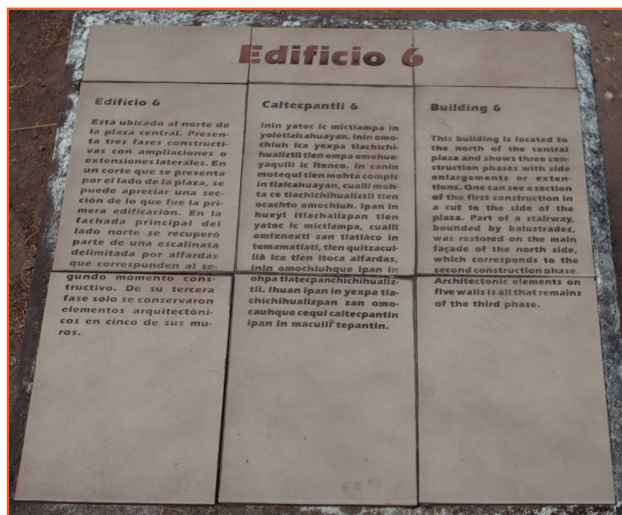 Edificio 6
Edificio 6
Está ubicado al norte de
la plaza central. Presen-
ta tres fases constructi-
vas con ampliaciones o
extensiones laterales. En
un corte que se presenta
por el lado de la plaza, se
puede apreciar una sec-
ción de lo que fue la pri-
mera edificación. En la
fachada principal del
lado norte se recuperó
parte de una escalinata
delimitada por alfardas
que corresponden al se-
gundo momento cons-
tructivo. De su tercera
fase sólo se conservaron
elementos arquitectóni-
cos en cinco de sus mu-
ros.
Caltecpantli 6
Inin yatoc ic mictlampa in
yolotlalcahuayan. Inin omo-
chiuh ica yexpa tlachichi-
hualiztli tien ompa omohue-
yaquili ic ftenco. In canin
motequi tien mohta compic
in tlalcahuayan, cualli moh-
ta ce tlachichihualiztli tien
ocachto omochiuh. Ipan in
hueyi itlachalizpan tien
yatoc ic mictlampa, cualli
omixnexti zan tlatlaco in
temamatlatl, tien quitzacui-
liá ica tien itoca alfardas,
inin omochiuhque ipan in
ohpa tlatecpanchichihualiz-
tli. Ihuan ipan in yexpa tla-
chichihualizpan zan omo-
cauhque cequi caltecpantin
ipan in macuili tepantin.
Building 6
This building is located to
the north of the central
plaza and shows three con-
struction phases with side
enlargements or exten-
tions. One can see a section
of the first construction in
a cut to the side of the
plaza. Part of a stairway,
bounded by balustrades,
was restored on the main
façade of the north side,
which corresponds to the
second construction phase.
Architectonic elements on
five walls is all that remains
of the third phase.